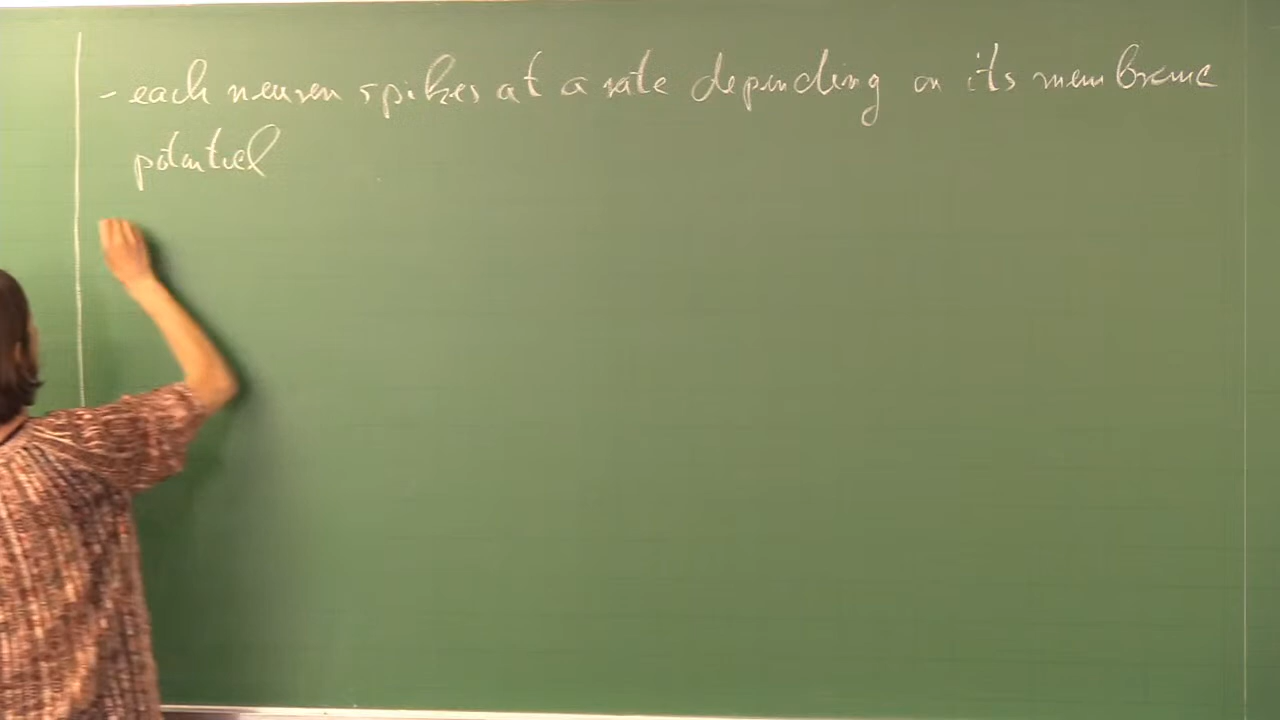 - each neuron spikes at a rate depending on its membrane
potential